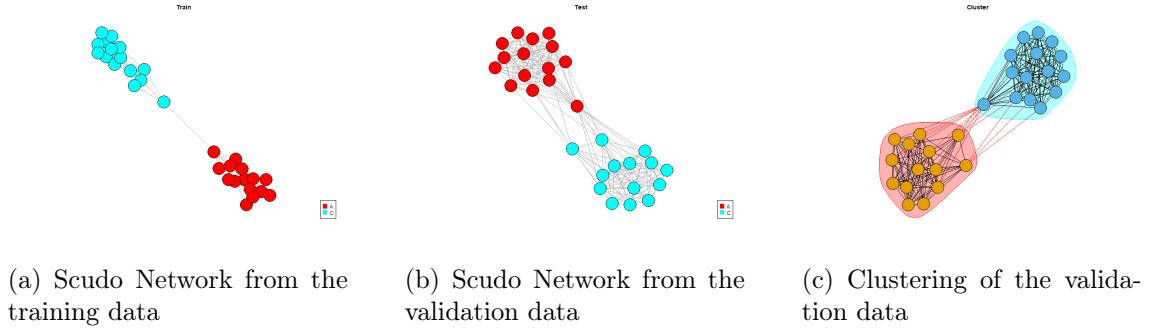 Train
Test
Cluster
A
C
A
C
(a) Scudo Network from the
training data
(b) Scudo Network from the
validation data
(c) Clustering of the valida-
tion data